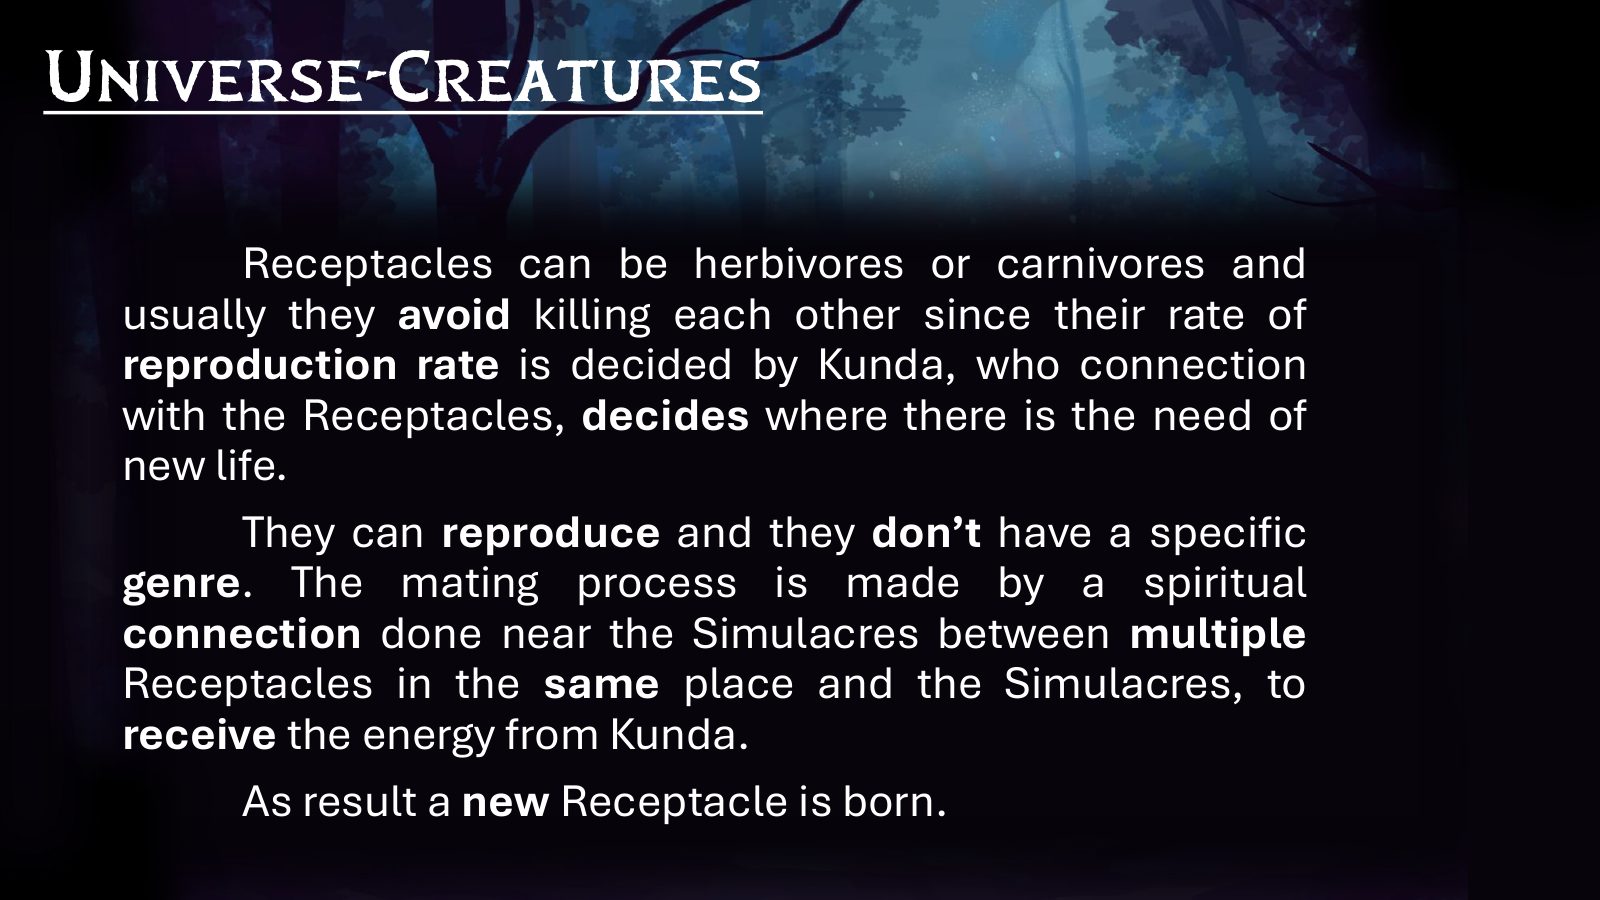 Universe-Creatures
Receptacles can be herbivores or carnivores and
usually they avoid killing each other since their rate of
reproduction rate is decided by Kunda, who connection
with the Receptacles, decides where there is the need of
new life.
They can reproduce and they don’t have a specific
genre. The mating process is made by a spiritual
connection done near the Simulacres between multiple
Receptacles in the same place and the Simulacres, to
receive the energy from Kunda.
As result a new Receptacle is born.